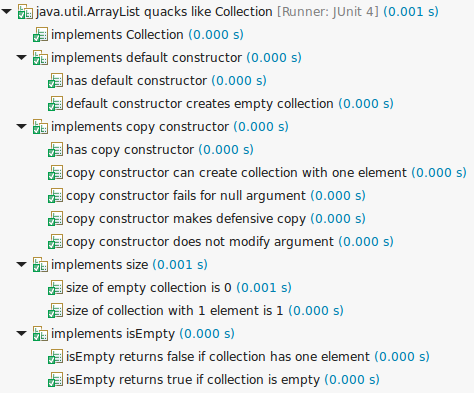 java.util.ArrayList quacks like Collection [Runner: JUnit 4] (0.001 s)
implements Collection (0.000 s)
implements default constructor (0.000 s)
has default constructor (0.000 s)
default constructor creates empty collection (0.000 s)
implements copy constructor (0.000 s)
has copy constructor (0.000 s)
copy constructor can create collection with one element (0.000 s)
copy constructor fails for null argument (0.000 s)
copy constructor makes defensive copy (0.000 s)
copy constructor does not modify argument (0.000 s)
implements size (0.001 s)
size of empty collection is 0 (0.001 s)
size of collection with 1 element is 1 (0.000 s)
implements isEmpty (0.000 s)
isEmpty returns false if collection has one element (0.000 s)
isEmpty returns true if collection is empty (0.000 s)